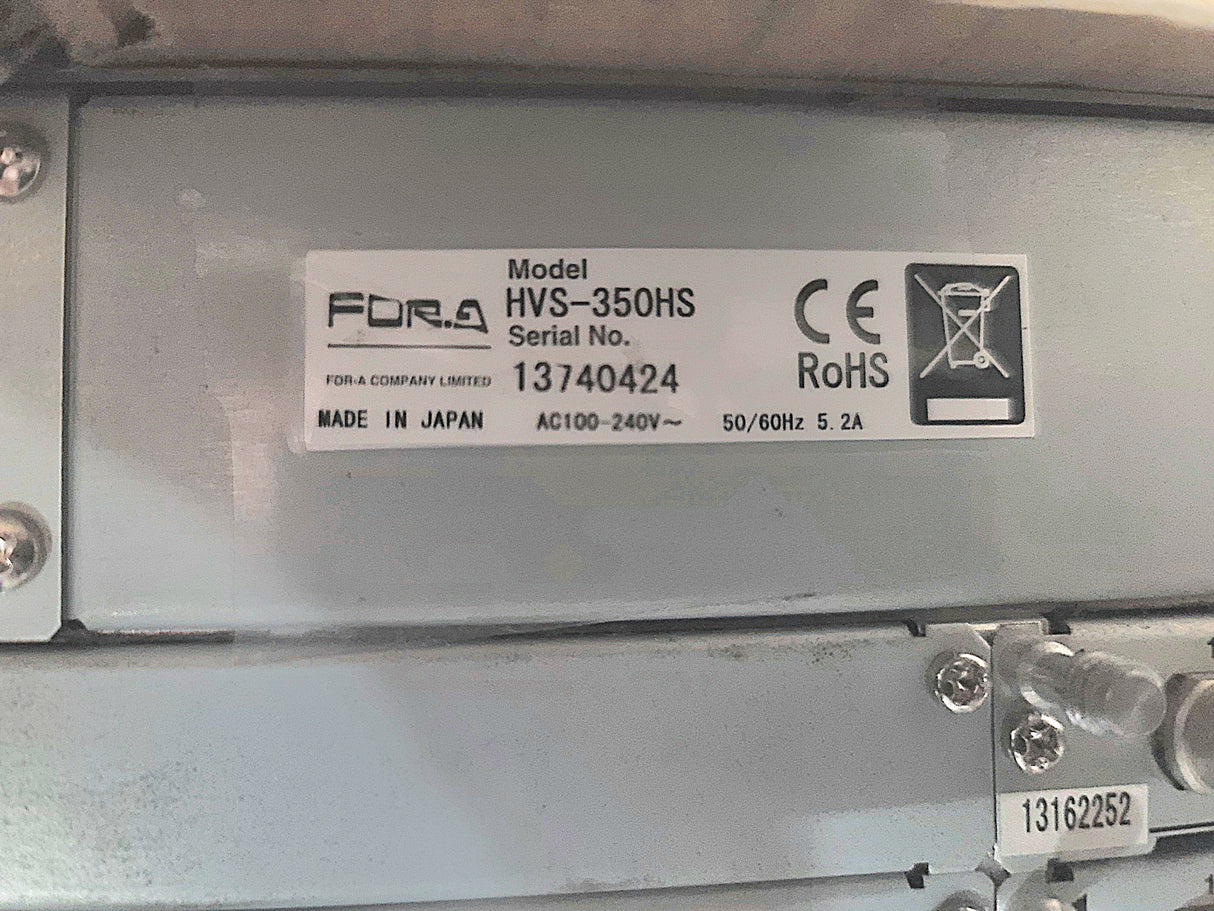 Model
FOR.A HVS-350HS
Serial No.
FOR-A COMPANY LIMITED 13740424
MADE IN JAPAN AC100-240V~ 50/60Hz 5.2A
CE
RoHS
13162252